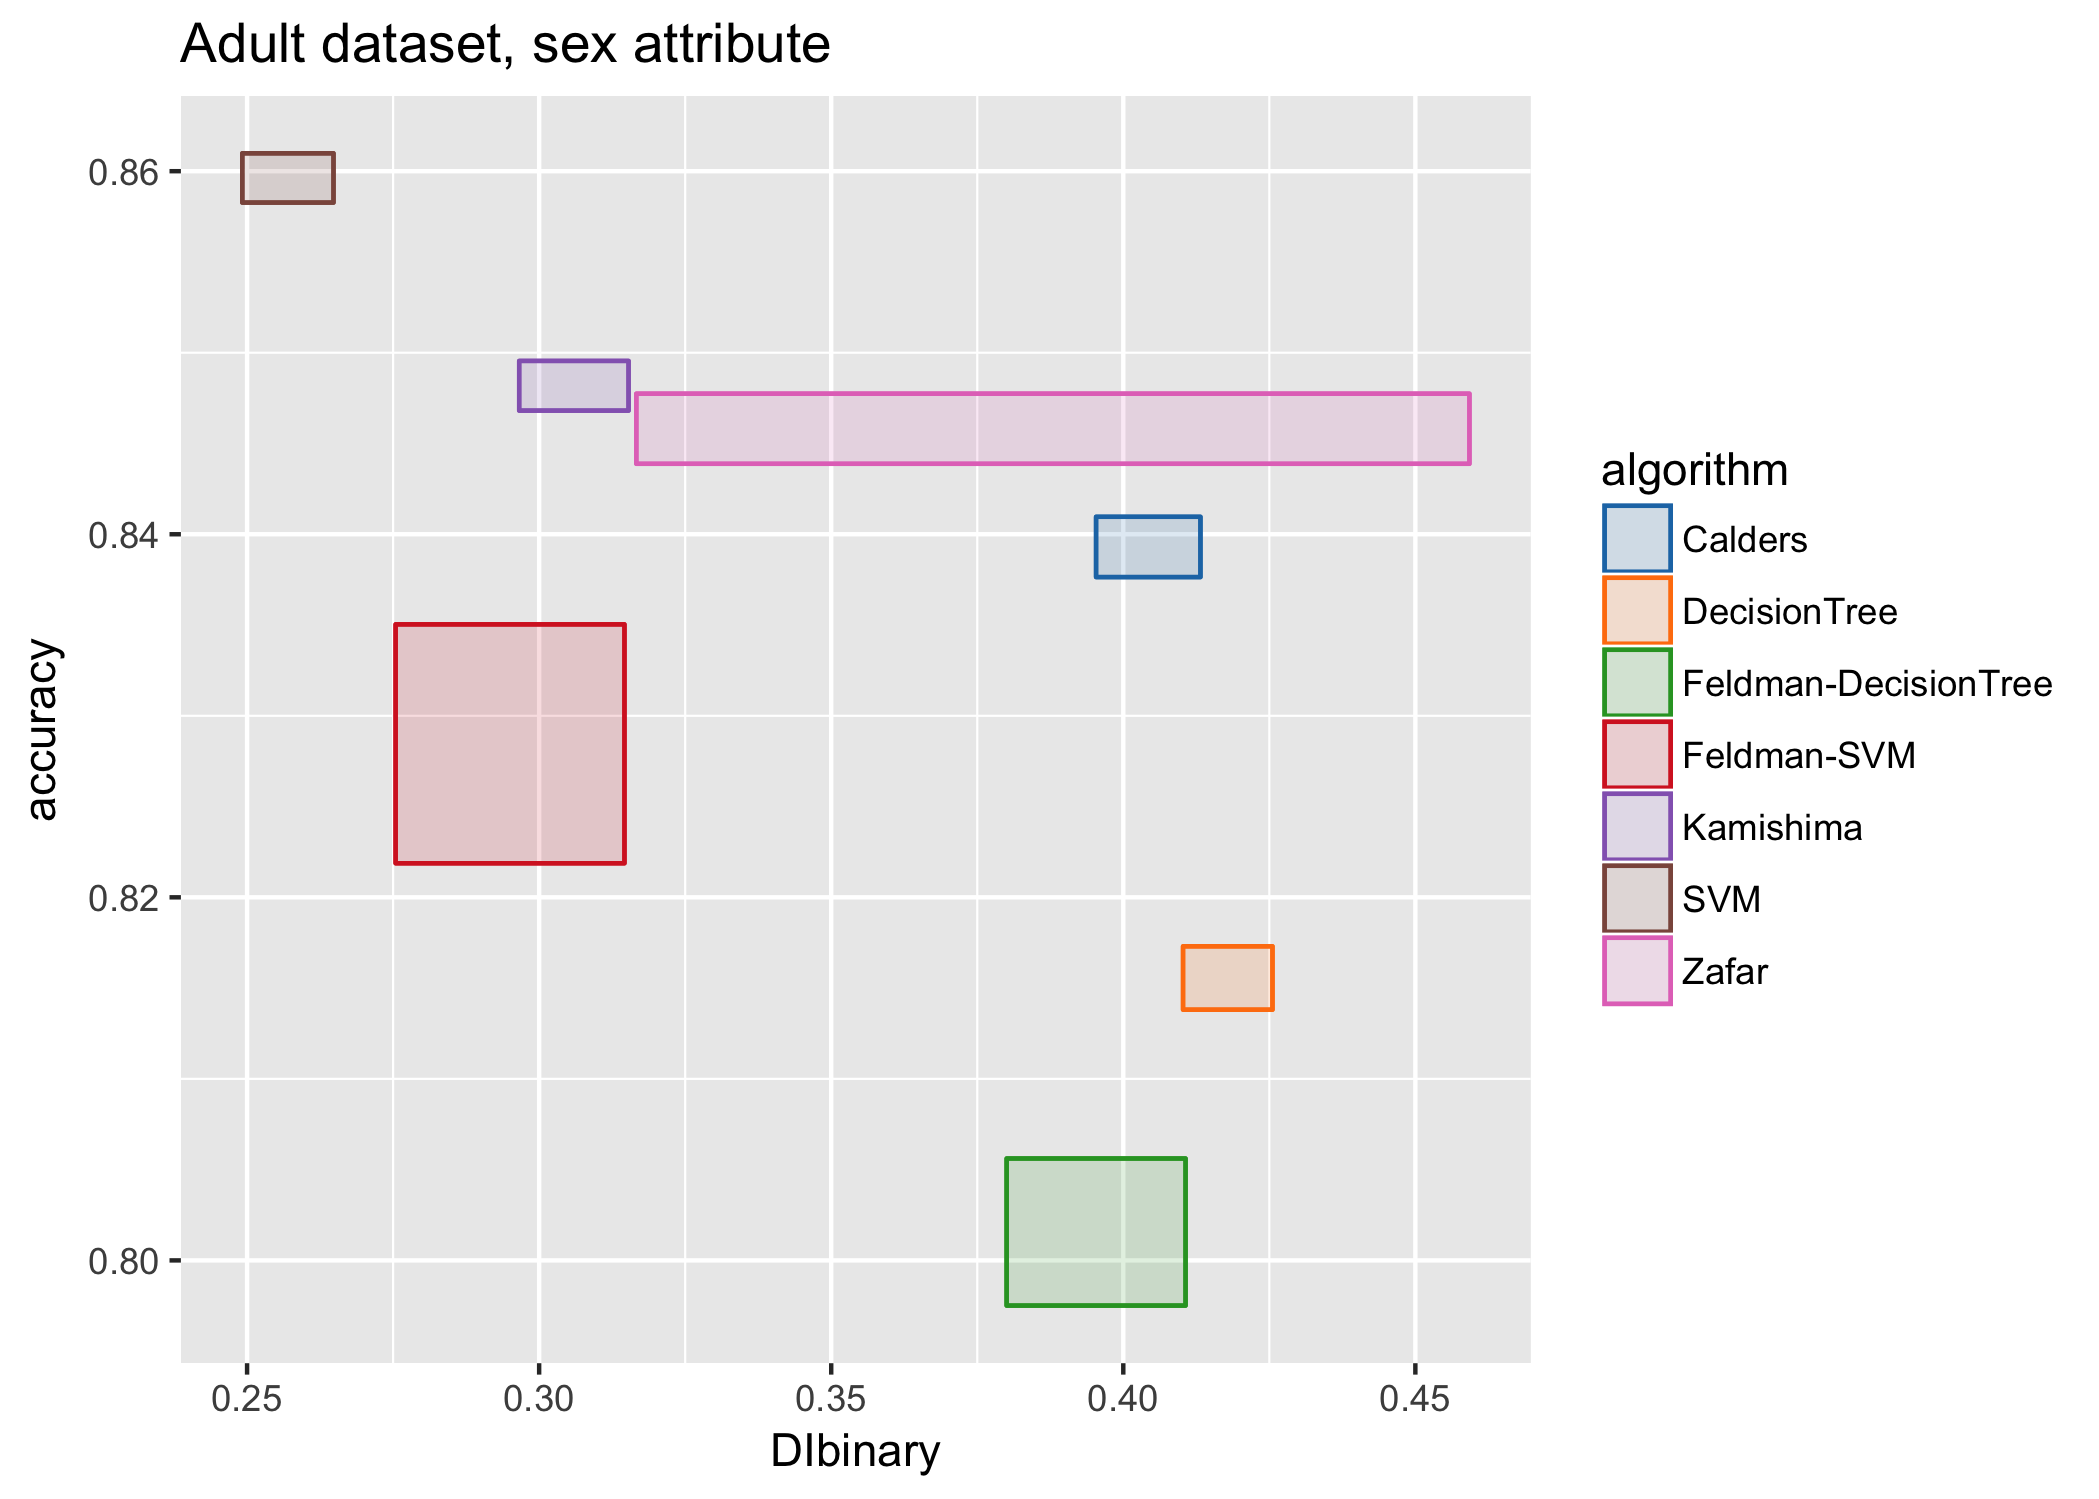 Adult dataset, sex attribute
0.86
0.84
0.82
0.80
accuracy
0.25 0.30 0.35 0.40 0.45
DIbinary
algorithm
Calders
DecisionTree
Feldman-DecisionTree
Feldman-SVM
Kamishima
SVM
Zafar